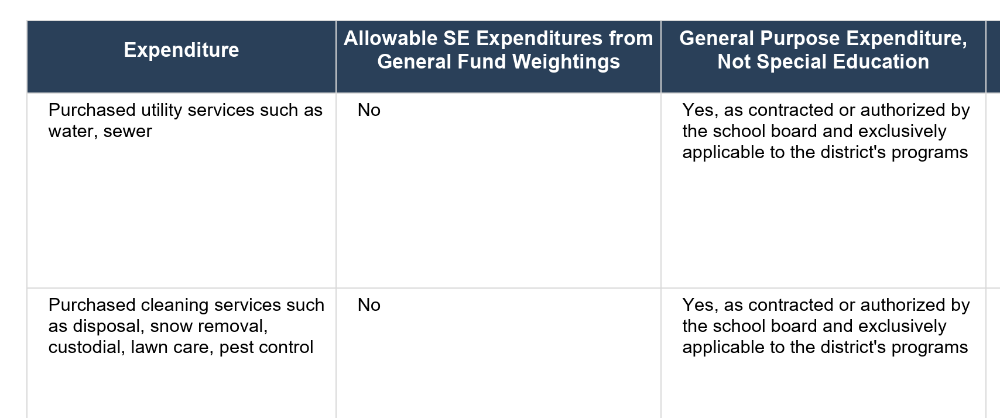 Expenditure
Allowable SE Expenditures from
General Fund Weightings
General Purpose Expenditure,
Not Special Education
Purchased utility services such as
water, sewer
No
Yes, as contracted or authorized by
the school board and exclusively
applicable to the district's programs
Purchased cleaning services such
as disposal, snow removal,
custodial, lawn care, pest control
No
Yes, as contracted or authorized by
the school board and exclusively
applicable to the district's programs